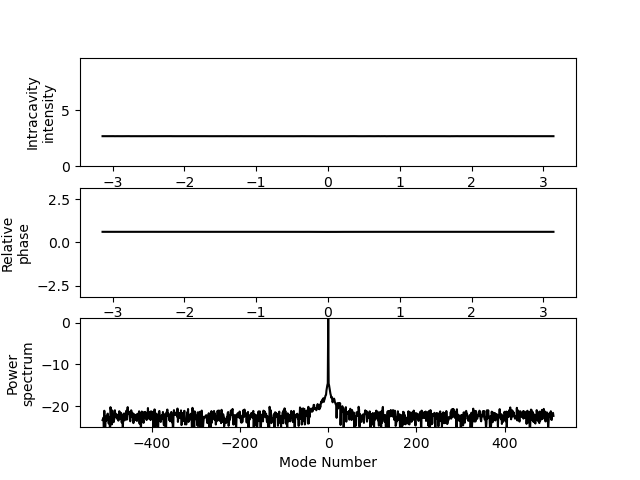 Intracavity
intensity
5
0
−3 −2 −1 0 1 2 3
Relative
phase
2.5
0.0
−2.5
−3 −2 −1 0 1 2 3
Power
spectrum
0
−10
−20
−400 −200 0 200 400
Mode Number